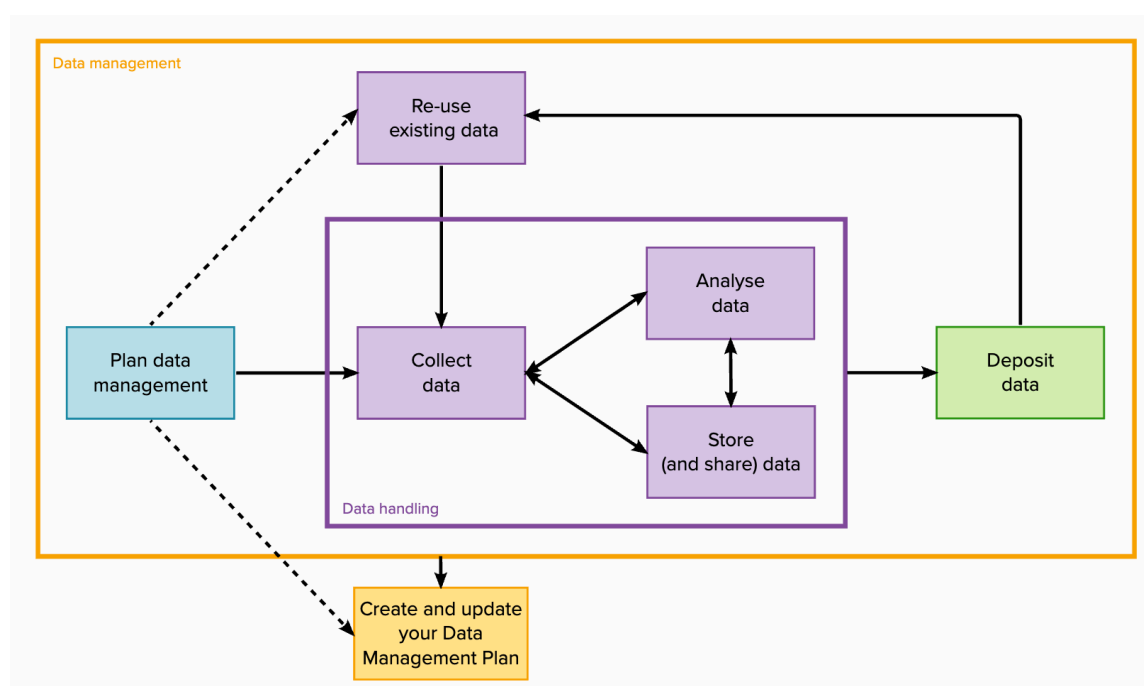 Data management
Re-use
existing data
Analyse
data
Plan data
management
Collect
data
Deposit
data
Store
(and share) data
Data handling
Create and update
your Data
Management Plan